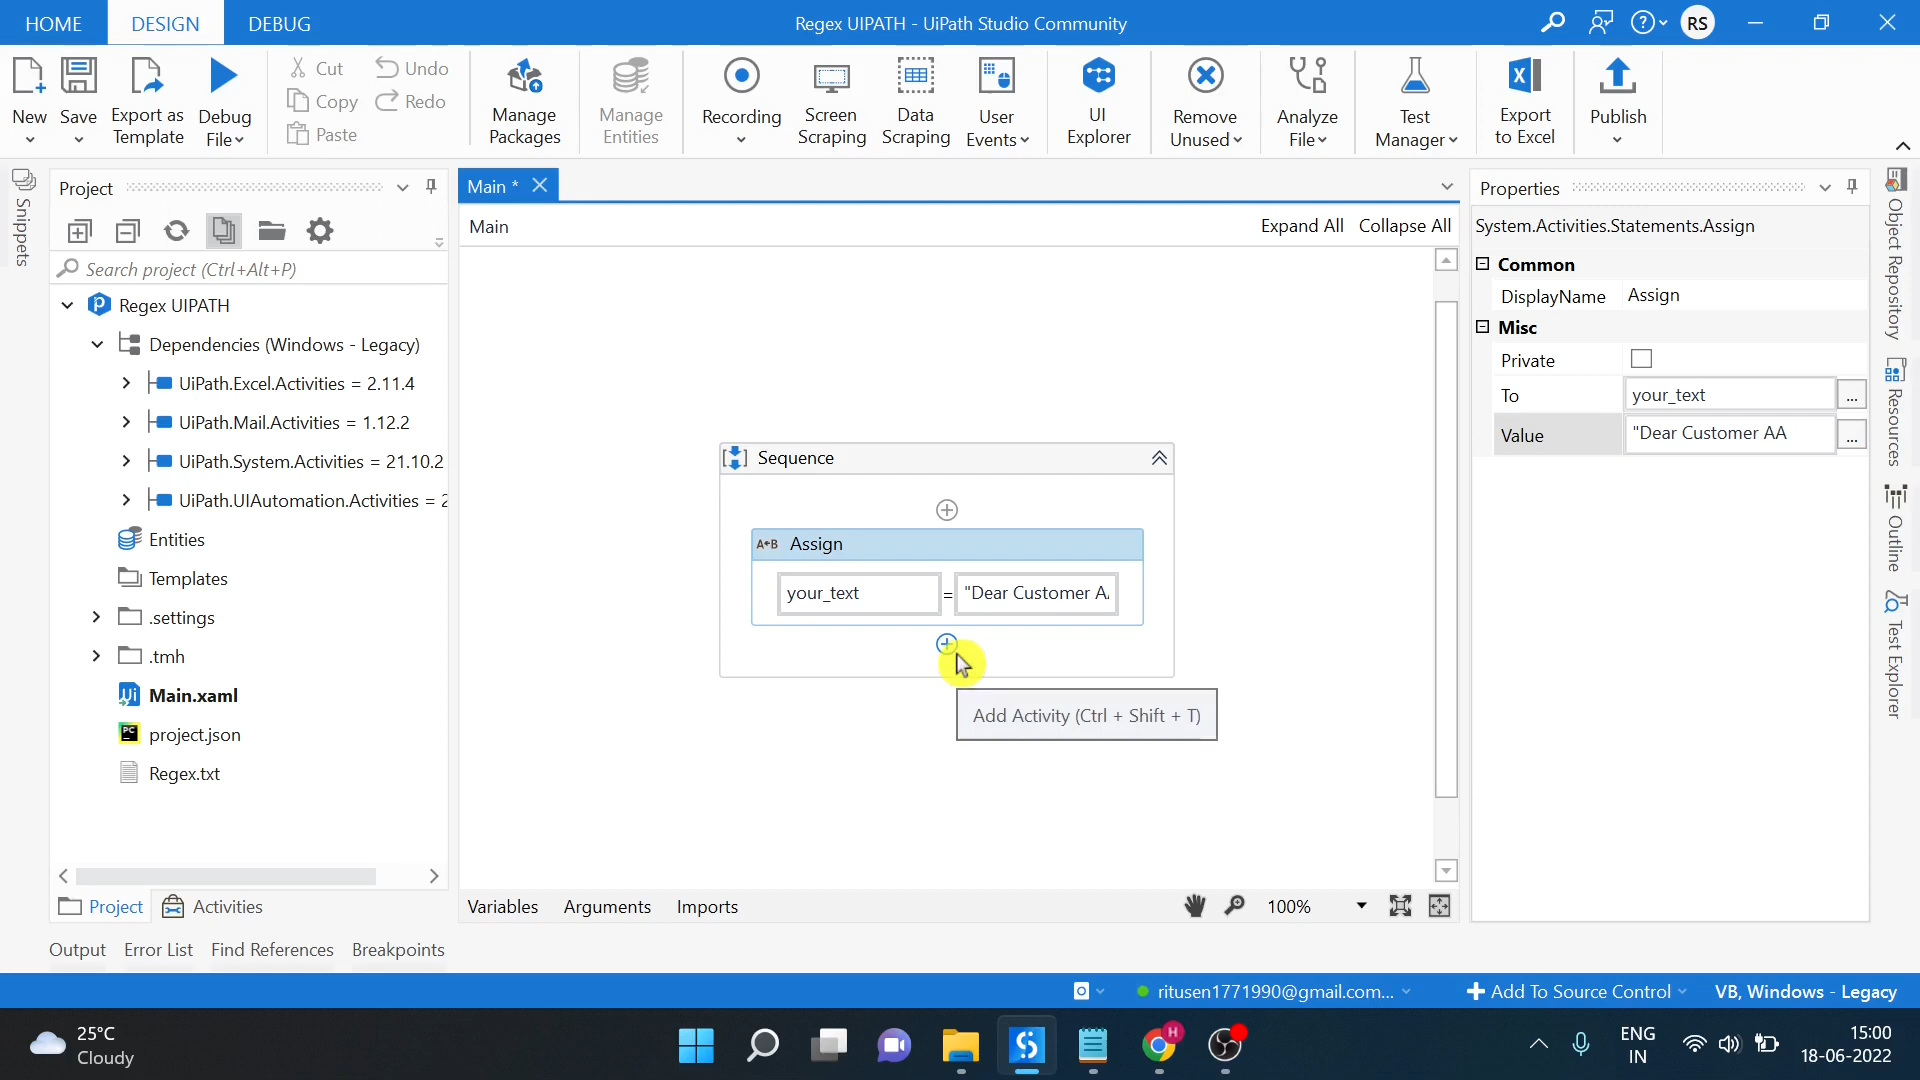 HOME DESIGN DEBUG Regex UIPATH - UiPath Studio Community RS
New Save Export as Template Debug File Cut Copy Paste Undo Redo Manage Packages Manage Entities Recording Screen Scraping Data Scraping User Events UI Explorer Remove Unused Analyze File Test Manager Export to Excel Publish
Snippets
Project
Search project (Ctrl+Alt+P)
Regex UIPATH
Dependencies (Windows - Legacy)
UiPath.Excel.Activities = 2.11.4
UiPath.Mail.Activities = 1.12.2
UiPath.System.Activities = 21.10.2
UiPath.UIAutomation.Activities = 2
Entities
Templates
.settings
.tmh
Main.xaml
project.json
Regex.txt
Project Activities
Main *
Main Expand All Collapse All
Sequence
Assign
your_text = "Dear Customer A
Add Activity (Ctrl + Shift + T)
Variables Arguments Imports 100%
Properties
System.Activities.Statements.Assign
Common
DisplayName Assign
Misc
Private
To your_text ...
Value "Dear Customer AA ...
Object Repository
Resources
Outline
Test Explorer
Output Error List Find References Breakpoints
ritusen1771990@gmail.com... Add To Source Control VB, Windows - Legacy
25°C
Cloudy
H
ENG
IN
15:00
18-06-2022